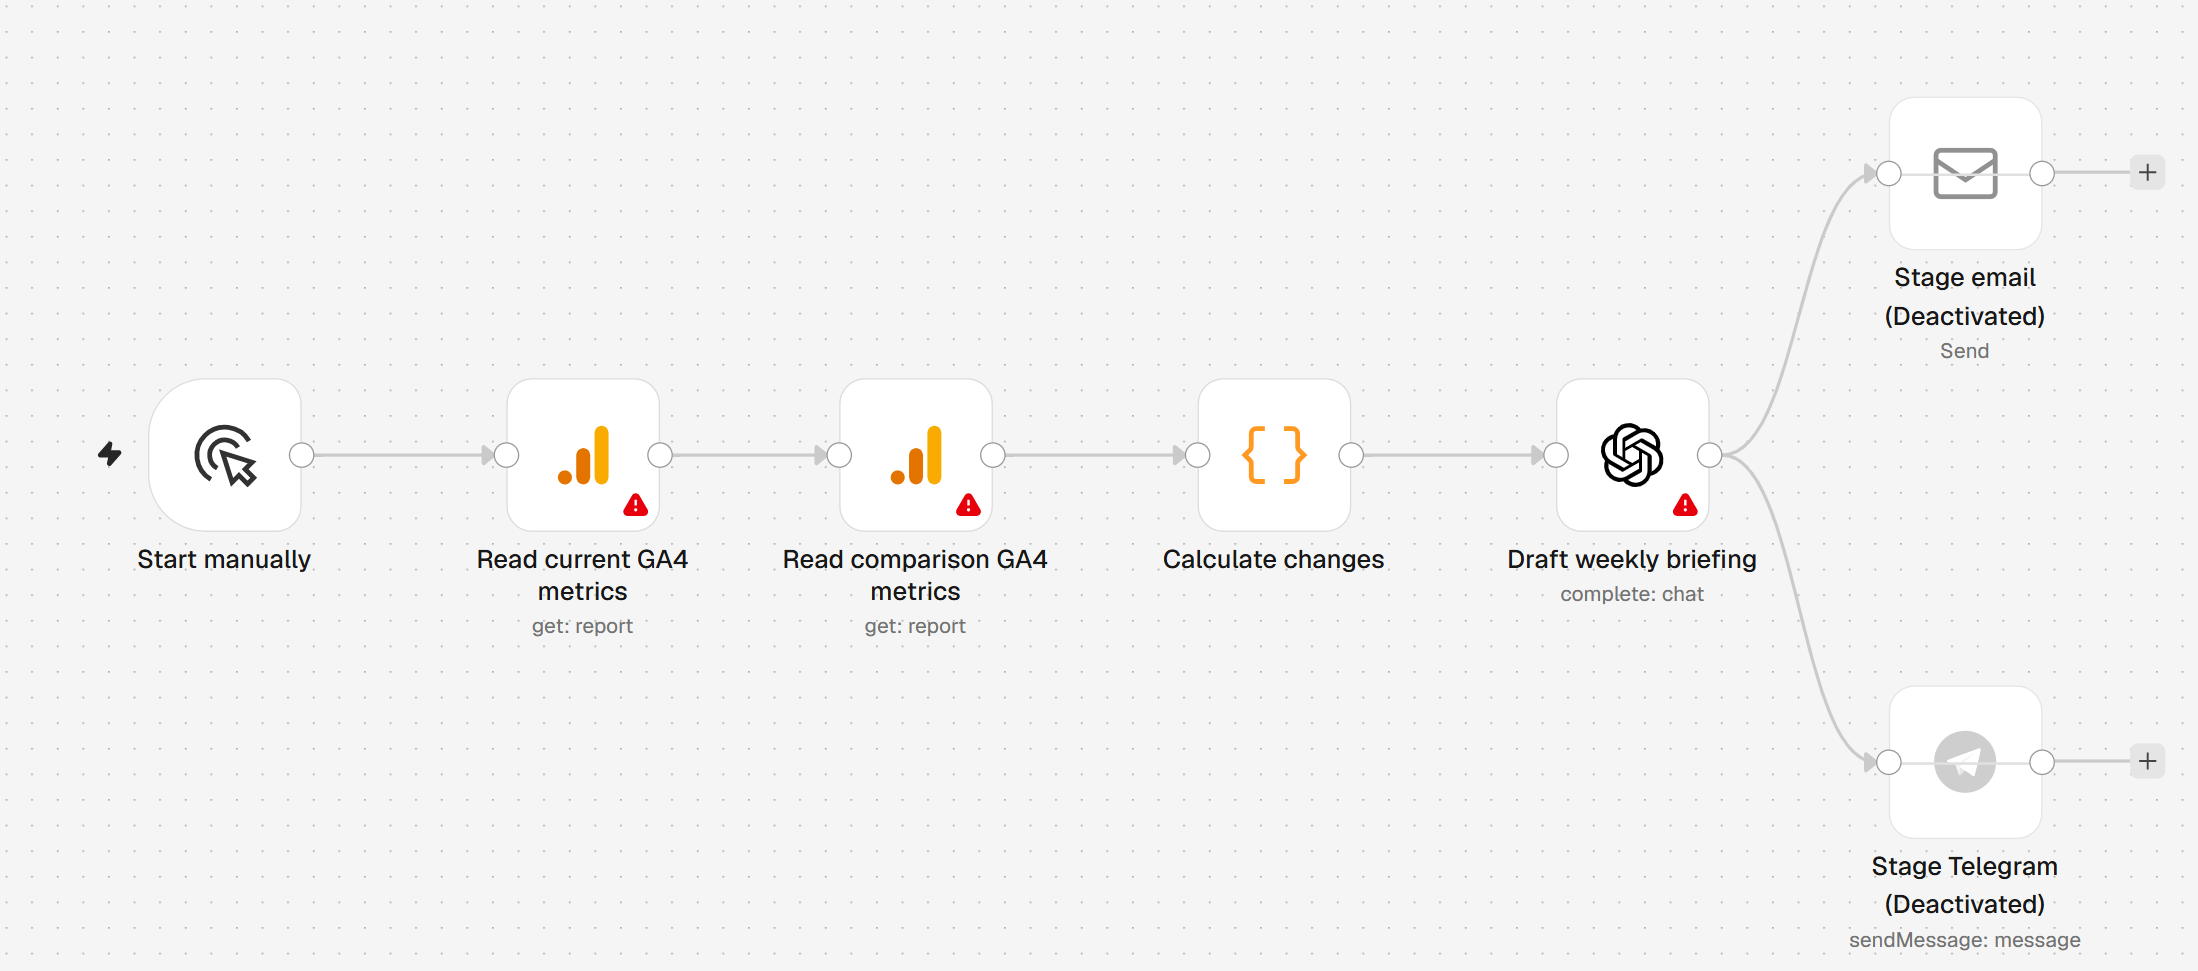 Stage email
(Deactivated)
Send
Start manually
Read current GA4
metrics
get: report
Read comparison GA4
metrics
get: report
Calculate changes
Draft weekly briefing
complete: chat
Stage Telegram
(Deactivated)
sendMessage: message